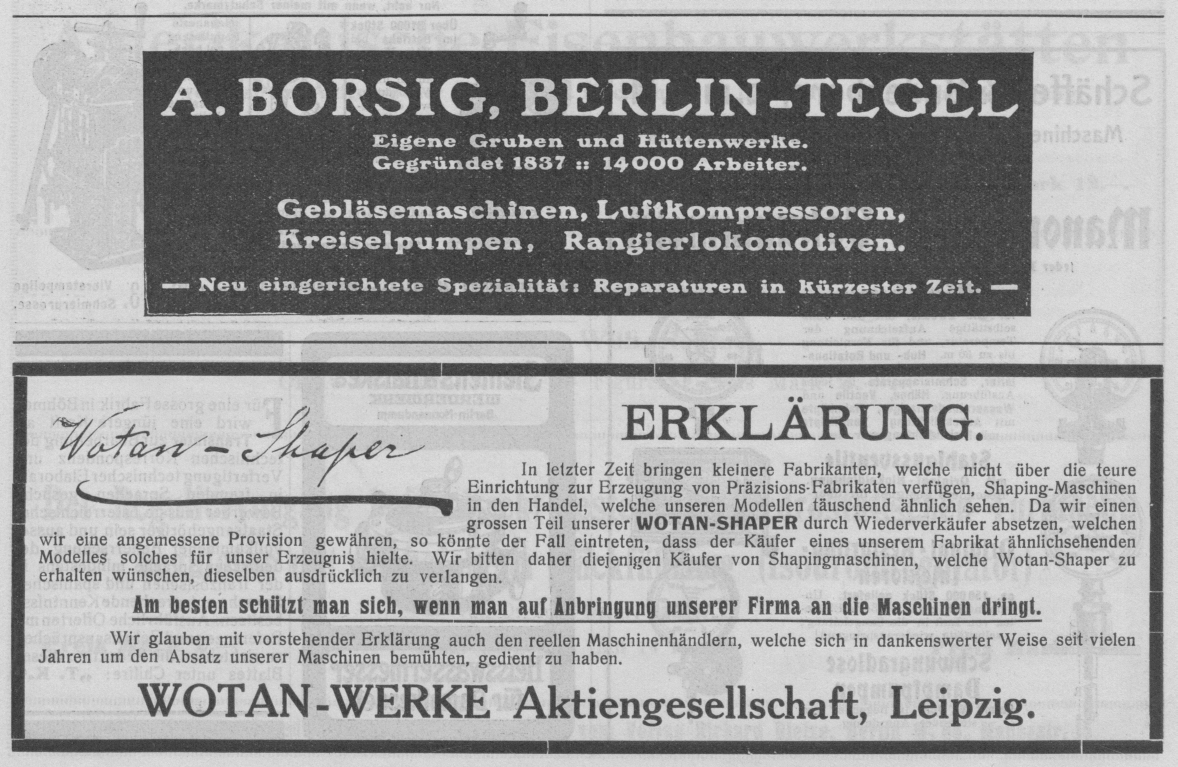 A. BORSIG, BERLIN-TEGEL
Eigene Gruben und Hüttenwerke.
Gegründet 1837 :: 14000 Arbeiter.
Gebläsemaschinen, Luftkompressoren,
Kreiselpumpen, Rangierlokomotiven.
— Neu eingerichtete Spezialität: Reparaturen in kürzester Zeit. —
Wotan – Shaper
ERKLÄRUNG.
In letzter Zeit bringen kleinere Fabrikanten, welche nicht über die teure
Einrichtung zur Erzeugung von Präzisions-Fabrikaten verfügen, Shaping-Maschinen
in den Handel, welche unseren Modellen täuschend ähnlich sehen. Da wir einen
grossen Teil unserer WOTAN-SHAPER durch Wiederverkäufer absetzen, welchen
wir eine angemessene Provision gewähren, so könnte der Fall eintreten, dass der Käufer eines unserem Fabrikat ähnlichsehenden
Modelles solches für unser Erzeugnis hielte. Wir bitten daher diejenigen Käufer von Shapingmaschinen, welche Wotan-Shaper zu
erhalten wünschen, dieselben ausdrücklich zu verlangen.
Am besten schützt man sich, wenn man auf Anbringung unserer Firma an die Maschinen dringt.
Wir glauben mit vorstehender Erklärung auch den reellen Maschinenhändlern, welche sich in dankenswerter Weise seit vielen
Jahren um den Absatz unserer Maschinen bemühten, gedient zu haben.
WOTAN-WERKE Aktiengesellschaft, Leipzig.